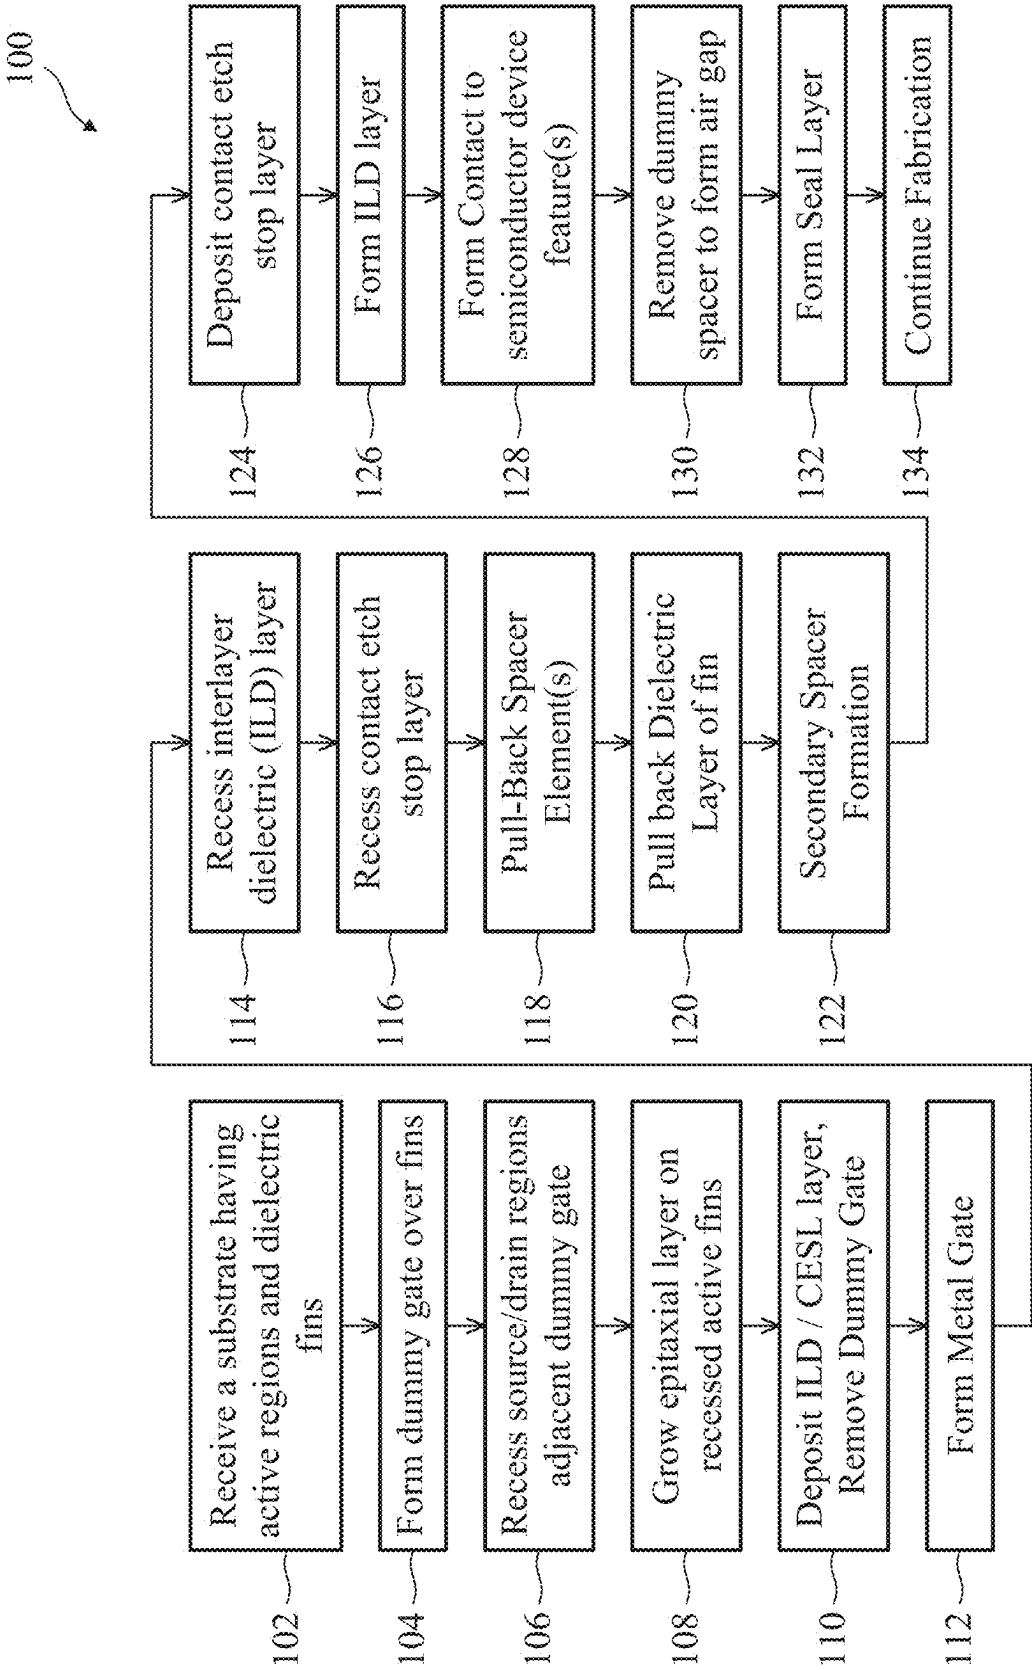 100
102
Receive a substrate having
active regions and dielectric
fins
104
Form dummy gate over fins
106
Recess source/drain regions
adjacent dummy gate
108
Grow epitaxial layer on
recessed active fins
110
Deposit ILD / CESL layer,
Remove Dummy Gate
112
Form Metal Gate
114
Recess interlayer
dielectric (ILD) layer
116
Recess contact etch
stop layer
118
Pull-Back Spacer
Element(s)
120
Pull back Dielectric
Layer of fin
122
Secondary Spacer
Formation
124
Deposit contact etch
stop layer
126
Form ILD layer
128
Form Contact to
semiconductor device
feature(s)
130
Remove dummy
spacer to form air gap
132
Form Seal Layer
134
Continue Fabrication